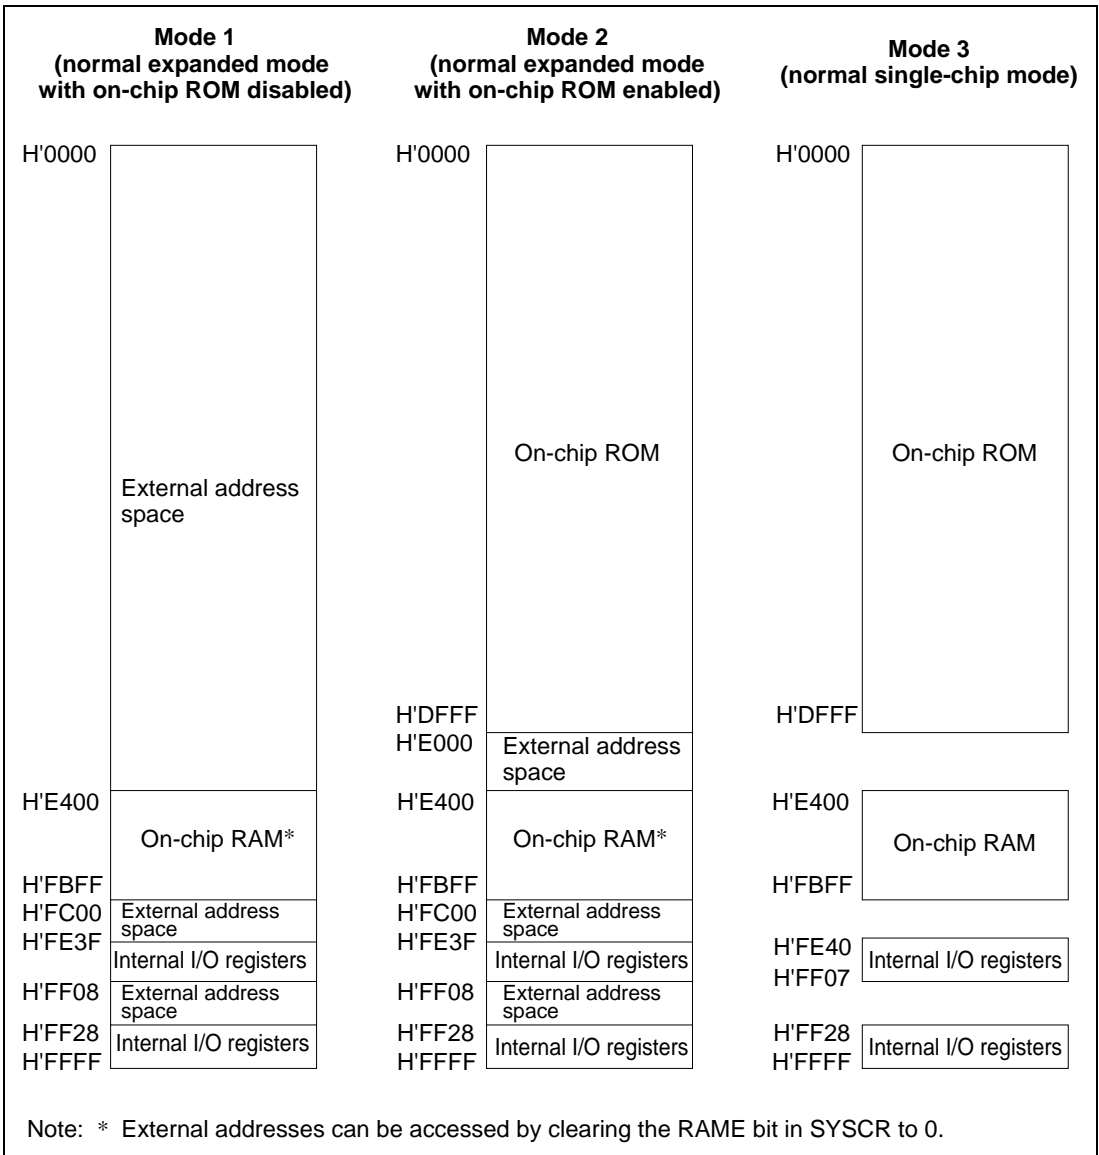 Mode 1
(normal expanded mode
with on-chip ROM disabled)
H'0000
External address
space
H'E400
On-chip RAM*
H'FBFF
H'FC00
External address
space
H'FE3F
Internal I/O registers
H'FF08
External address
space
H'FF28
Internal I/O registers
H'FFFF
Mode 2
(normal expanded mode
with on-chip ROM enabled)
H'0000
On-chip ROM
H'DFFF
H'E000
External address
space
H'E400
On-chip RAM*
H'FBFF
H'FC00
External address
space
H'FE3F
Internal I/O registers
H'FF08
External address
space
H'FF28
Internal I/O registers
H'FFFF
Mode 3
(normal single-chip mode)
H'0000
On-chip ROM
H'DFFF
H'E400
On-chip RAM
H'FBFF
H'FE40
Internal I/O registers
H'FF07
H'FF28
Internal I/O registers
H'FFFF
Note: * External addresses can be accessed by clearing the RAME bit in SYSCR to 0.